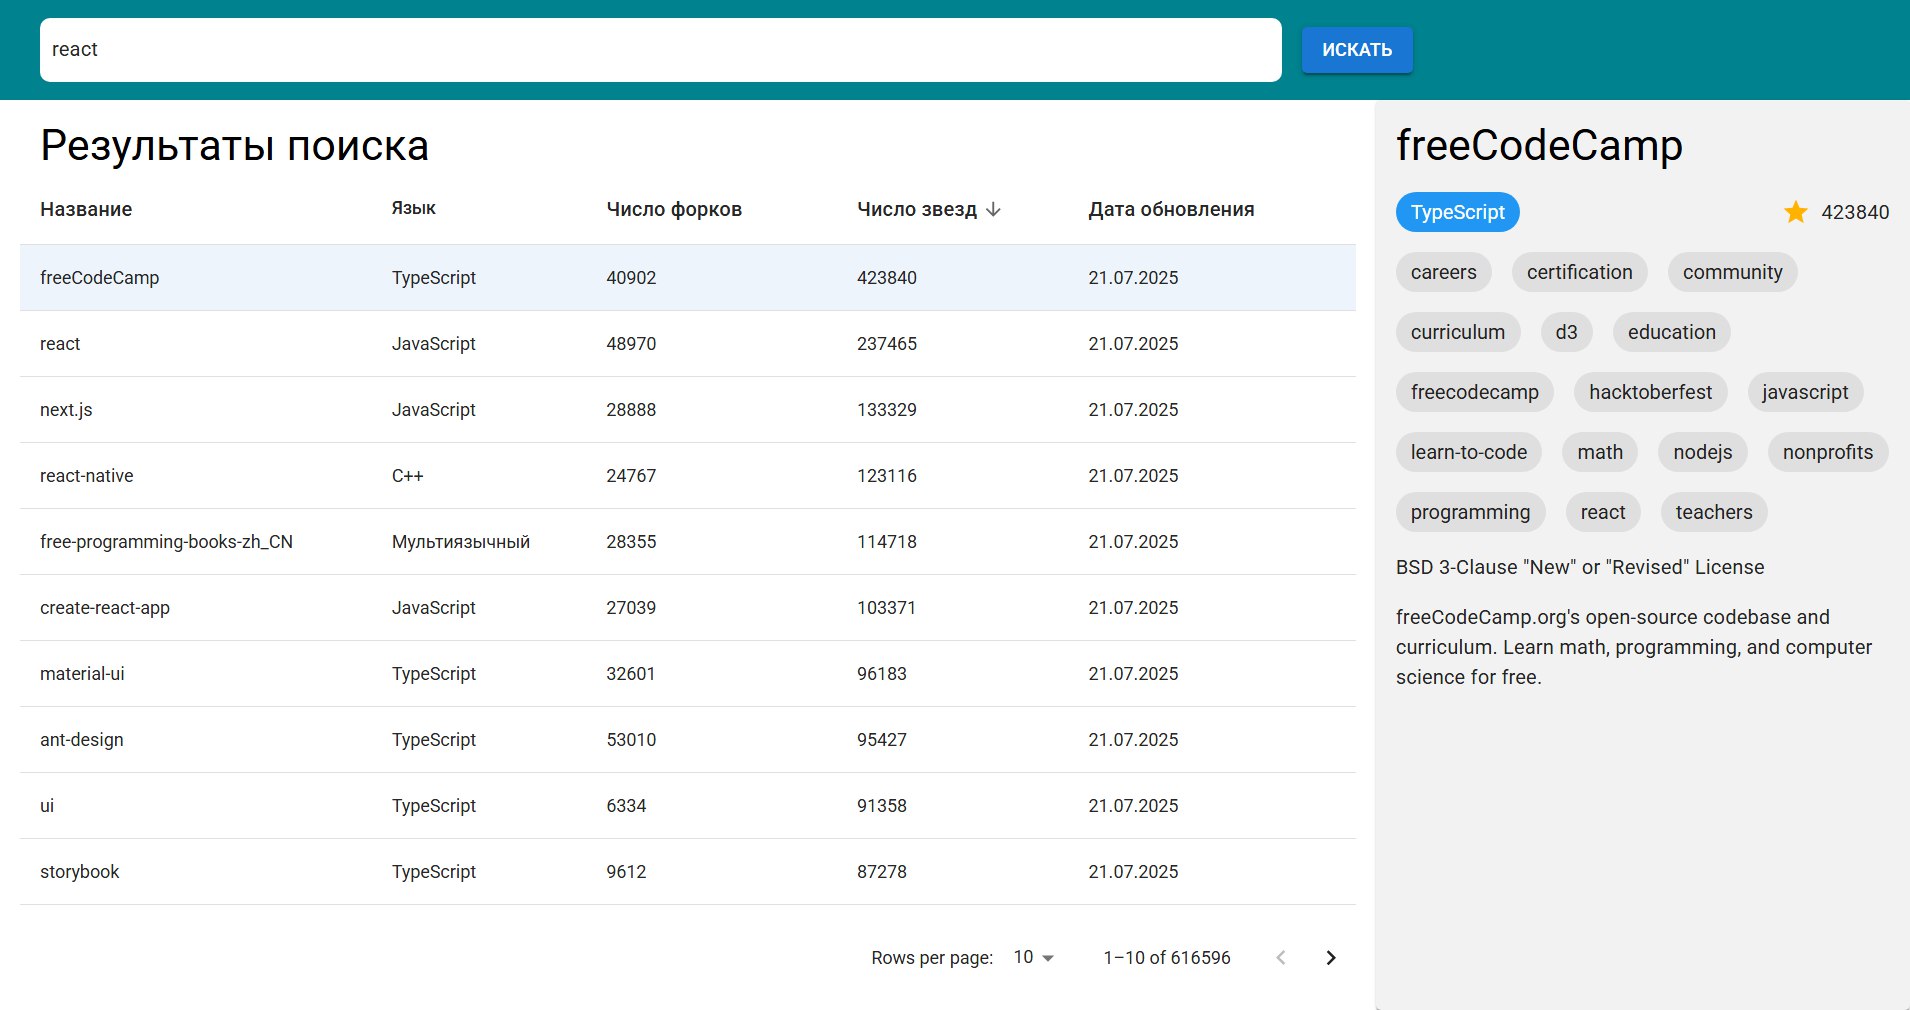 react
ИСКАТЬ
Результаты поиска
Название Язык Число форков Число звезд Дата обновления
freeCodeCamp TypeScript 40902 423840 21.07.2025
react JavaScript 48970 237465 21.07.2025
next.js JavaScript 28888 133329 21.07.2025
react-native C++ 24767 123116 21.07.2025
free-programming-books-zh_CN Мультиязычный 28355 114718 21.07.2025
create-react-app JavaScript 27039 103371 21.07.2025
material-ui TypeScript 32601 96183 21.07.2025
ant-design TypeScript 53010 95427 21.07.2025
ui TypeScript 6334 91358 21.07.2025
storybook TypeScript 9612 87278 21.07.2025
Rows per page: 10 1–10 of 616596
freeCodeCamp
TypeScript 423840
careers certification community
curriculum d3 education
freecodecamp hacktoberfest javascript
learn-to-code math nodejs nonprofits
programming react teachers
BSD 3-Clause "New" or "Revised" License
freeCodeCamp.org's open-source codebase and
curriculum. Learn math, programming, and computer
science for free.